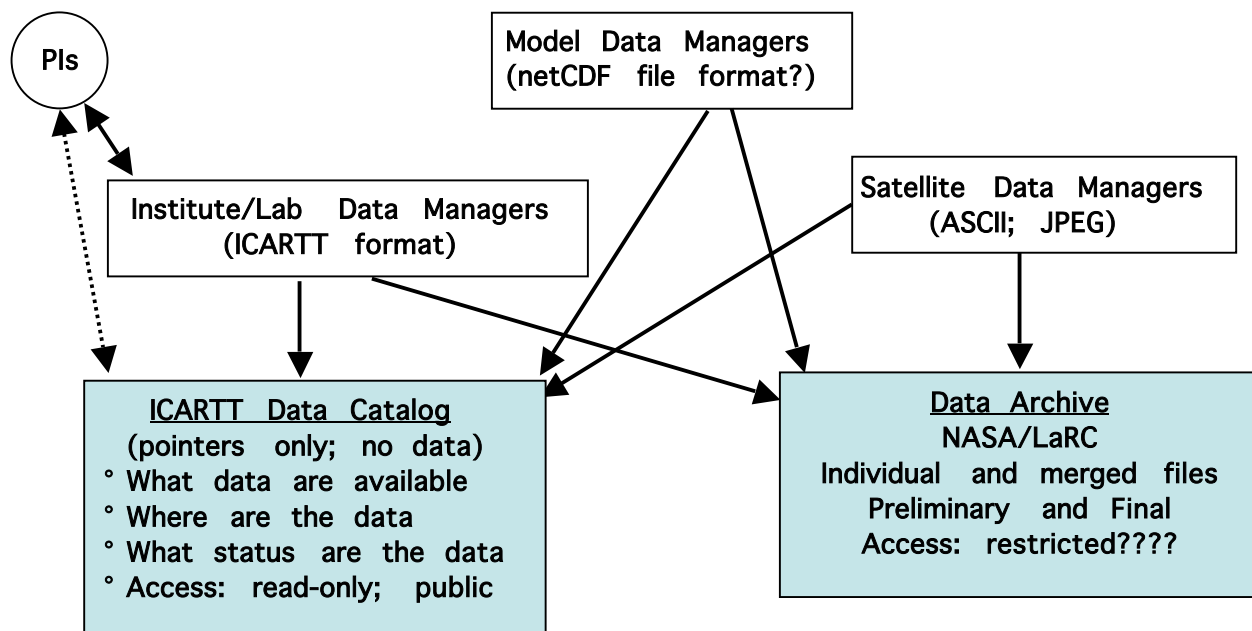 PIs
Model Data Managers
(netCDF file format?)
Institute/Lab Data Managers
(ICARTT format)
Satellite Data Managers
(ASCII; JPEG)
ICARTT Data Catalog
(pointers only; no data)
° What data are available
° Where are the data
° What status are the data
° Access: read-only; public
Data Archive
NASA/LaRC
Individual and merged files
Preliminary and Final
Access: restricted????